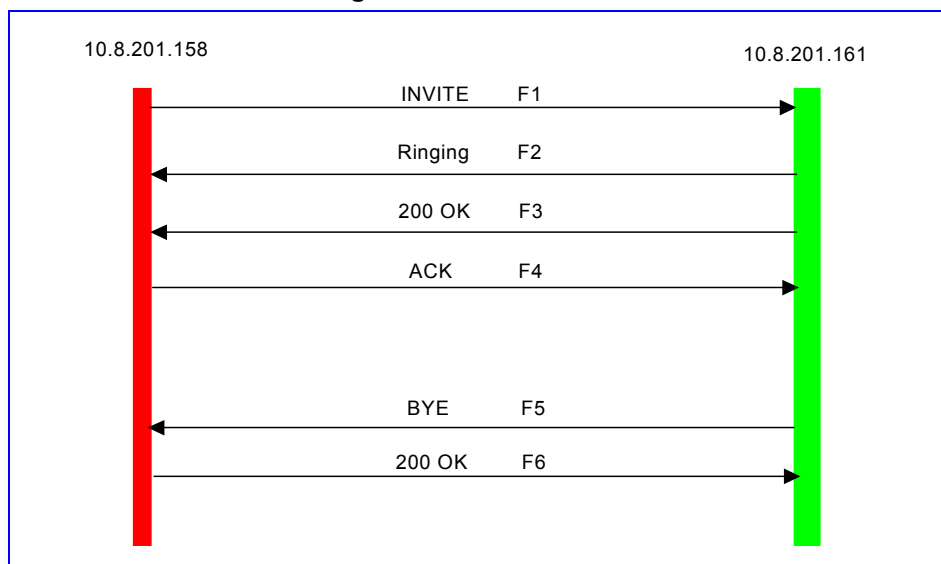 10.8.201.158
10.8.201.161
INVITE F1
Ringing F2
200 OK F3
ACK F4
BYE F5
200 OK F6